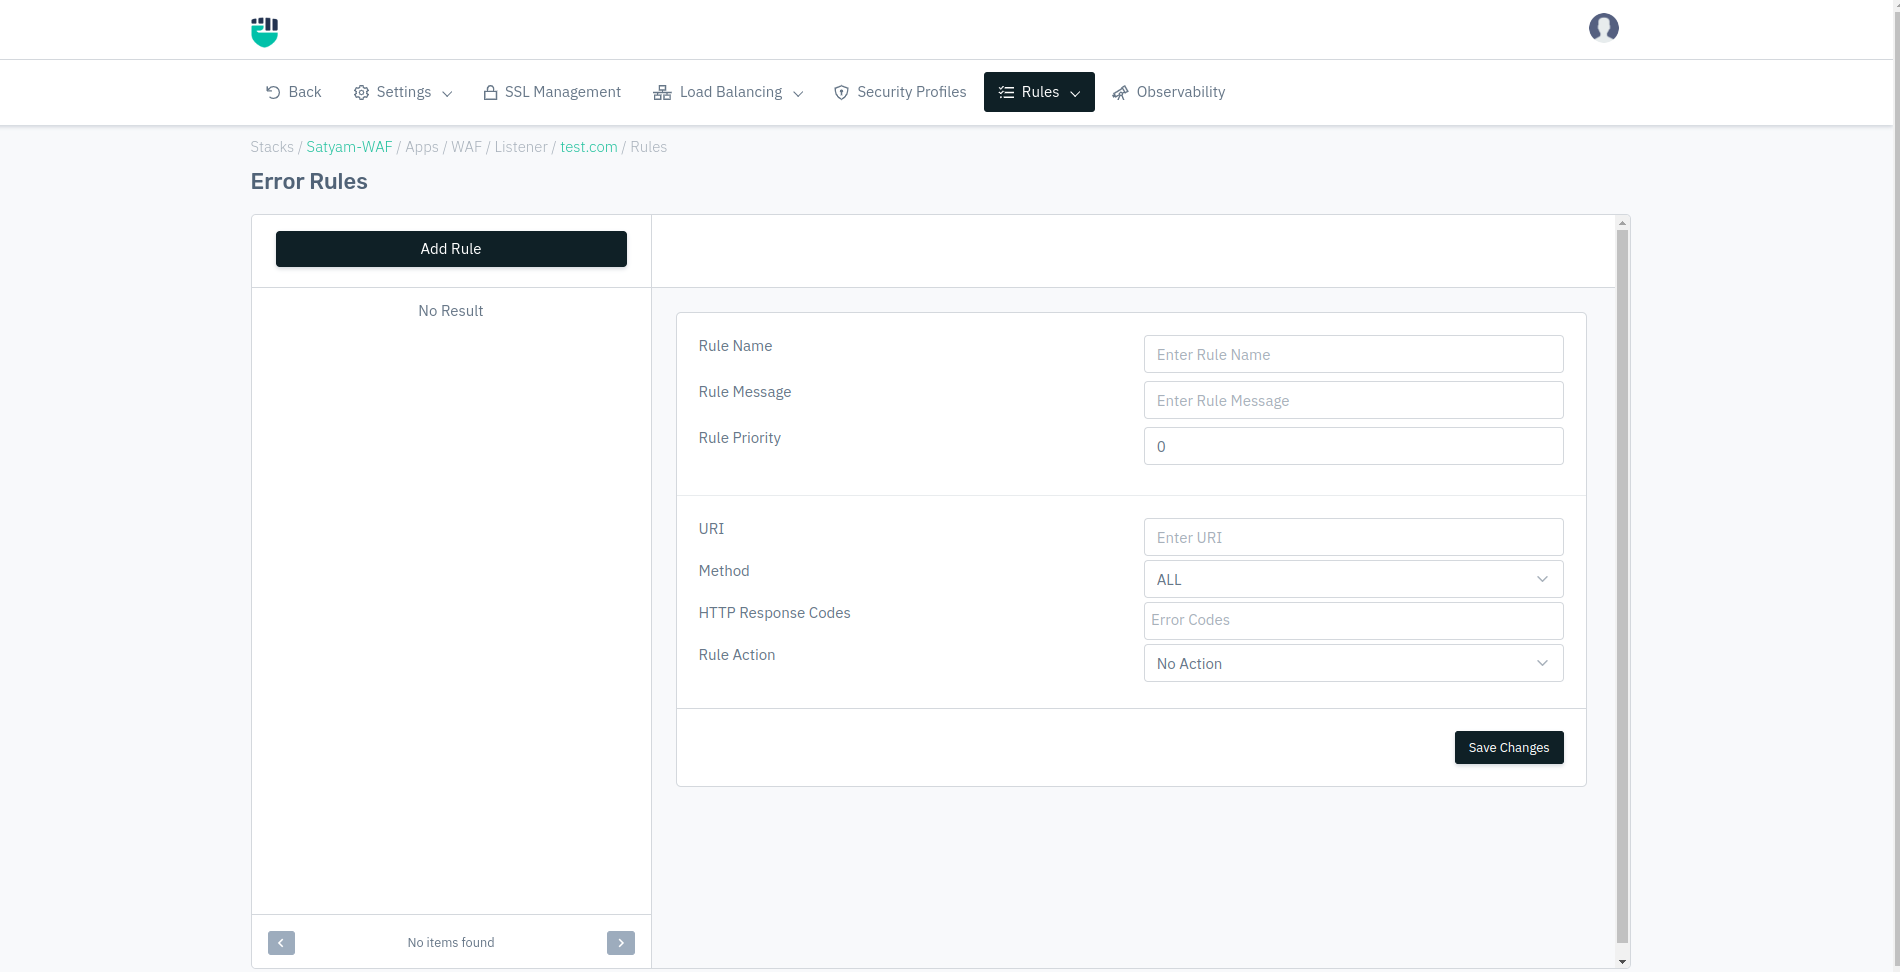 Back Settings SSL Management Load Balancing Security Profiles Rules Observability
Stacks / Satyam-WAF / Apps / WAF / Listener / test.com / Rules
Error Rules
Add Rule
No Result
Rule Name Enter Rule Name
Rule Message Enter Rule Message
Rule Priority 0
URI Enter URI
Method ALL
HTTP Response Codes Error Codes
Rule Action No Action
Save Changes
No items found